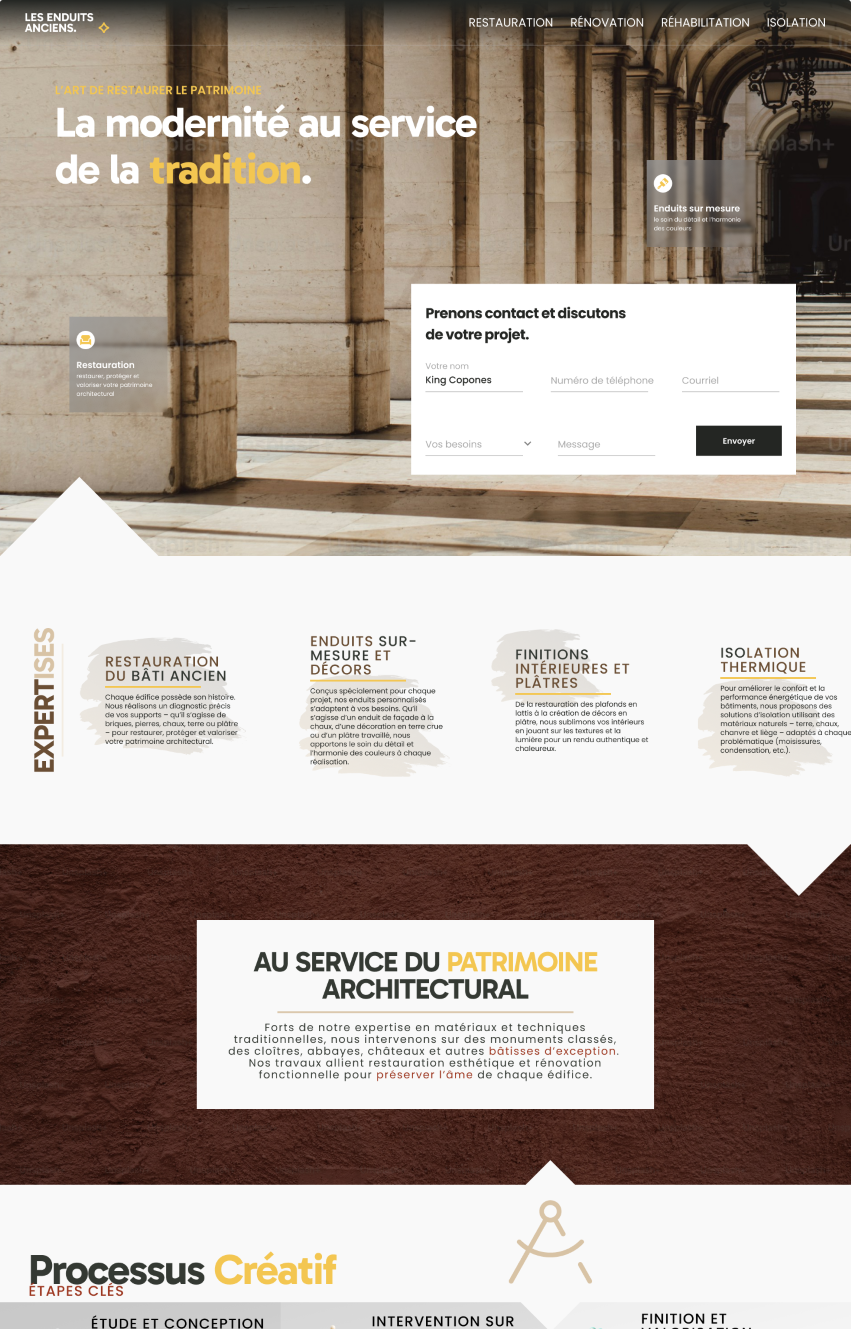 LES ENDUITS
ANCIENS.
RESTAURATION RÉNOVATION RÉHABILITATION ISOLATION
L'ART DE RESTAURER LE PATRIMOINE
La modernité au service
de la tradition.
Enduits sur mesure
le soin du détail et l'harmonie
des couleurs
Restauration
restaurer, protéger et
valoriser votre patrimoine
architectural
Prenons contact et discutons
de votre projet.
Votre nom
King Copones
Numéro de téléphone
Courriel
Vos besoins
Message
Envoyer
Unsplash+
EXPERTISES
RESTAURATION
DU BÂTI ANCIEN
Chaque édifice possède son histoire.
Nous réalisons un diagnostic précis
de vos supports – qu'il s'agisse de
briques, pierres, chaux, terre ou plâtre
– pour restaurer, protéger et valoriser
votre patrimoine architectural.
ENDUITS SUR-
MESURE ET
DÉCORS
Conçus spécialement pour chaque
projet, nos enduits personnalisés
s'adaptent à vos besoins. Qu'il
s'agisse d'un enduit de façade à la
chaux, d'une décoration en terre crue
ou d'un plâtre travaillé, nous
apportons le soin du détail et
l'harmonie des couleurs à chaque
réalisation.
FINITIONS
INTÉRIEURES ET
PLÂTRES
De la restauration des plafonds en
lattis à la création de décors en
plâtre, nous sublimons vos intérieurs
en jouant sur les textures et la
lumière pour un rendu authentique et
chaleureux.
ISOLATION
THERMIQUE
Pour améliorer le confort et la
performance énergétique de vos
bâtiments, nous proposons des
solutions d'isolation utilisant des
matériaux naturels – terre, chaux,
chanvre et liège – adaptés à chaque
problématique (moisissures,
condensation, etc.).
AU SERVICE DU PATRIMOINE
ARCHITECTURAL
Forts de notre expertise en matériaux et techniques
traditionnelles, nous intervenons sur des monuments classés,
des cloîtres, abbayes, châteaux et autres bâtisses d'exception.
Nos travaux allient restauration esthétique et rénovation
fonctionnelle pour préserver l'âme de chaque édifice.
Processus Créatif
ÉTAPES CLÉS
ÉTUDE ET CONCEPTION
INTERVENTION SUR
FINITION ET